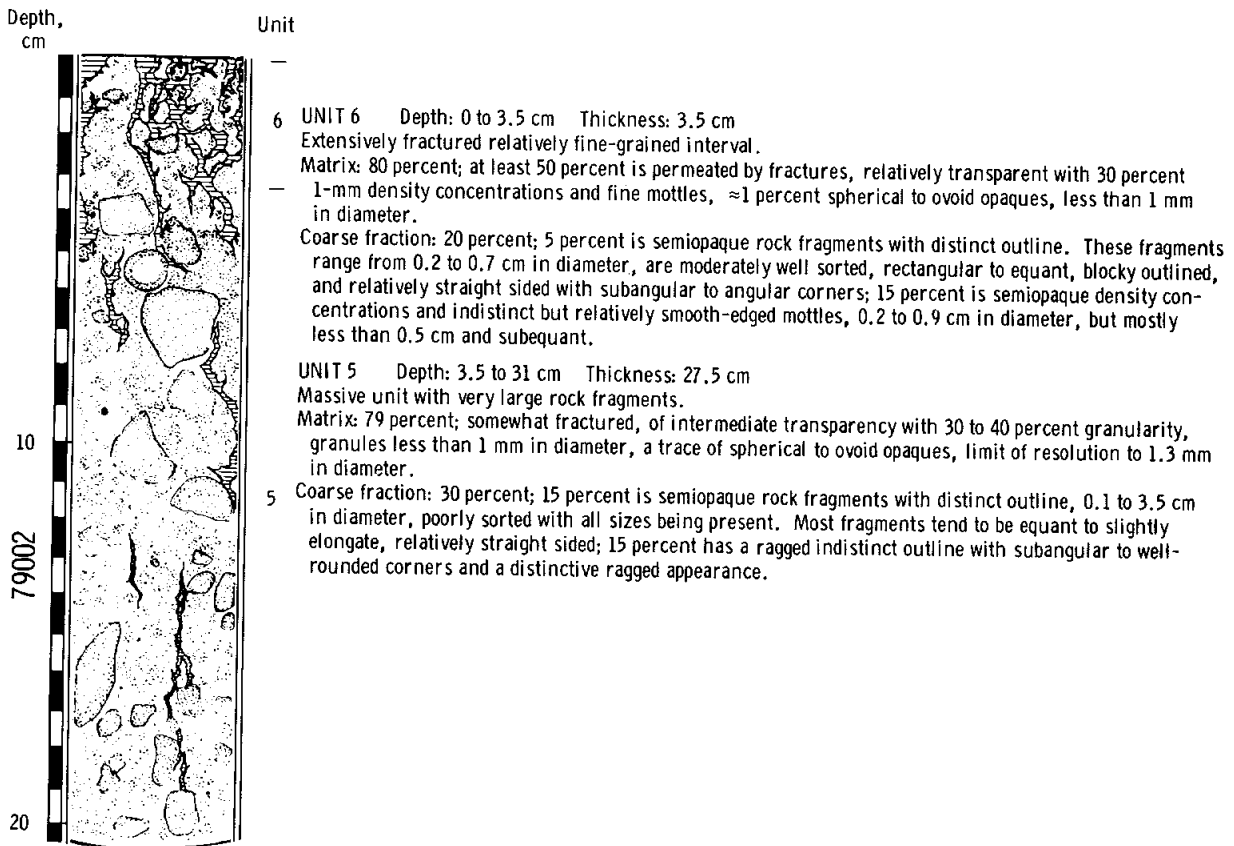 Depth,
cm
Unit
6
UNIT 6 Depth: 0 to 3.5 cm Thickness: 3.5 cm
Extensively fractured relatively fine-grained interval.
Matrix: 80 percent; at least 50 percent is permeated by fractures, relatively transparent with 30 percent
1-mm density concentrations and fine mottles, ≈1 percent spherical to ovoid opaques, less than 1 mm
in diameter.
Coarse fraction: 20 percent; 5 percent is semiopaque rock fragments with distinct outline. These fragments
range from 0.2 to 0.7 cm in diameter, are moderately well sorted, rectangular to equant, blocky outlined,
and relatively straight sided with subangular to angular corners; 15 percent is semiopaque density con-
centrations and indistinct but relatively smooth-edged mottles, 0.2 to 0.9 cm in diameter, but mostly
less than 0.5 cm and subequant.
UNIT 5 Depth: 3.5 to 31 cm Thickness: 27.5 cm
Massive unit with very large rock fragments.
Matrix: 79 percent; somewhat fractured, of intermediate transparency with 30 to 40 percent granularity,
granules less than 1 mm in diameter, a trace of spherical to ovoid opaques, limit of resolution to 1.3 mm
in diameter.
5
Coarse fraction: 30 percent; 15 percent is semiopaque rock fragments with distinct outline, 0.1 to 3.5 cm
in diameter, poorly sorted with all sizes being present. Most fragments tend to be equant to slightly
elongate, relatively straight sided; 15 percent has a ragged indistinct outline with subangular to well-
rounded corners and a distinctive ragged appearance.
10
79002
20